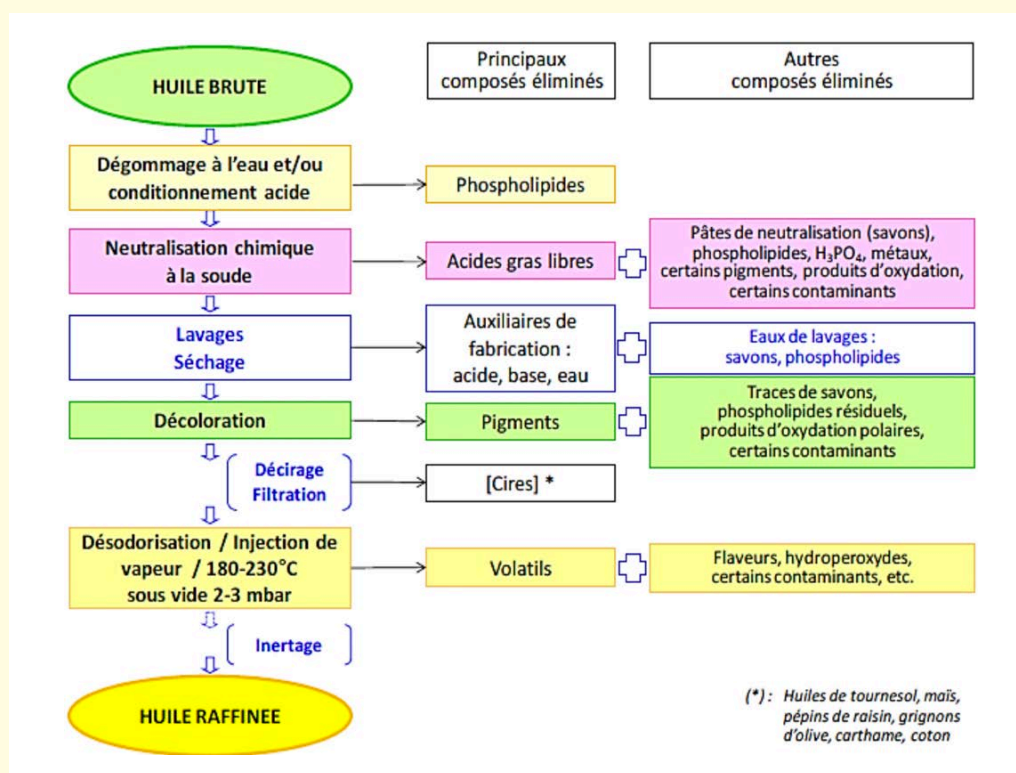 Principaux
composés éliminés
Autres
composés éliminés
HUILE BRUTE
Dégommage à l'eau et/ou
conditionnement acide
Phospholipides
Neutralisation chimique
à la soude
Acides gras libres
Pâtes de neutralisation (savons),
phospholipides, H₃PO₄, métaux,
certains pigments, produits d'oxydation,
certains contaminants
Lavages
Séchage
Auxiliaires de
fabrication :
acide, base, eau
Eaux de lavages :
savons, phospholipides
Décoloration
Pigments
Traces de savons,
phospholipides résiduels,
produits d'oxydation polaires,
certains contaminants
Décirage
Filtration
[Cires] *
Désodorisation / Injection de
vapeur / 180-230°C
sous vide 2-3 mbar
Volatils
Flaveurs, hydroperoxydes,
certains contaminants, etc.
Inertage
HUILE RAFFINEE
(*) : Huiles de tournesol, maïs,
pépins de raisin, grignons
d'olive, carthame, coton